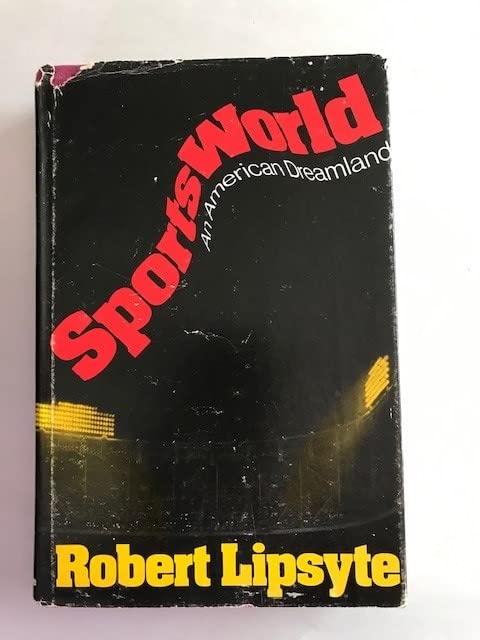 SportsWorld
An American Dreamland
Robert Lipsyte